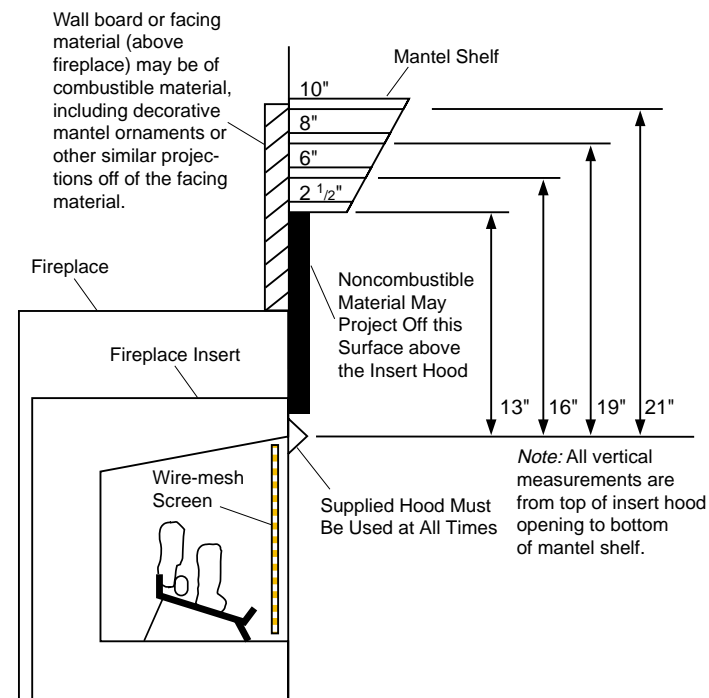 Wall board or facing
material (above
fireplace) may be of
combustible material,
including decorative
mantel ornaments or
other similar projec-
tions off of the facing
material.
Mantel Shelf
10"
8"
6"
2 1/2"
Fireplace
Noncombustible
Material May
Project Off this
Surface above
the Insert Hood
Fireplace Insert
13" 16" 19" 21"
Wire-mesh
Screen
Supplied Hood Must
Be Used at All Times
Note: All vertical
measurements are
from top of insert hood
opening to bottom
of mantel shelf.